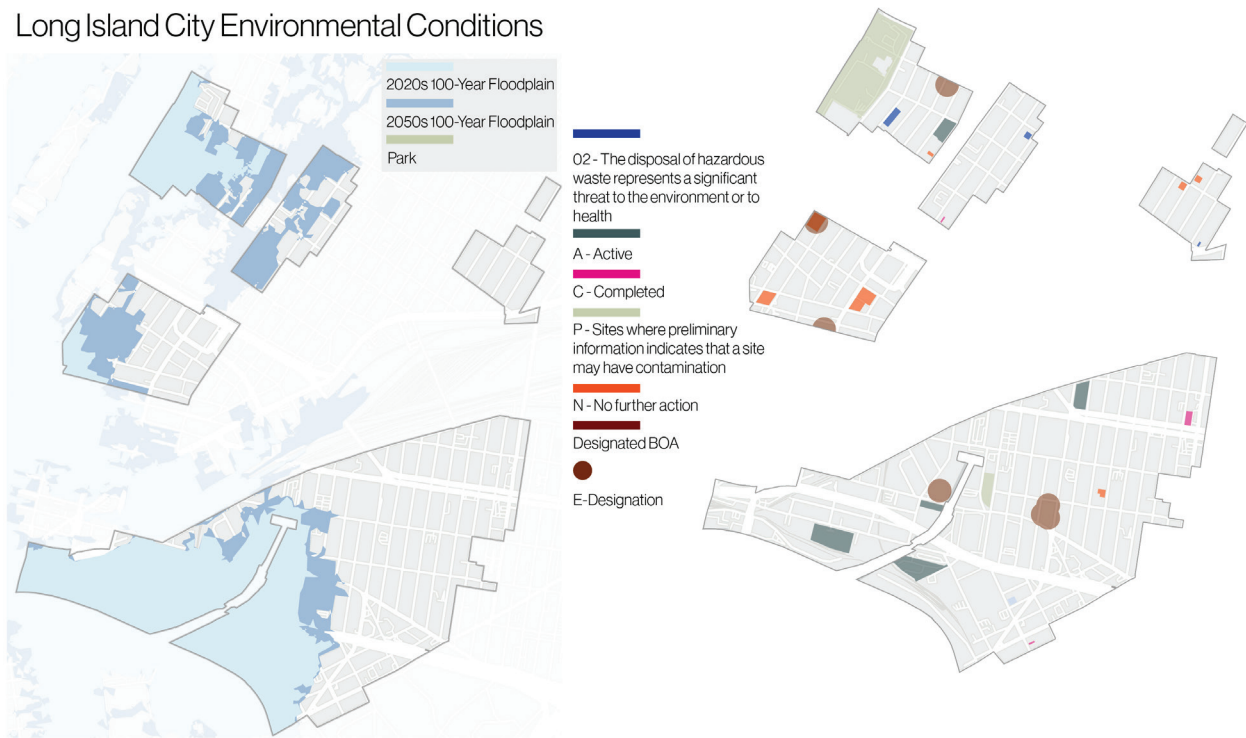 Long Island City Environmental Conditions
2020s 100-Year Floodplain
2050s 100-Year Floodplain
Park
02 - The disposal of hazardous
waste represents a significant
threat to the environment or to
health
A - Active
C - Completed
P - Sites where preliminary
information indicates that a site
may have contamination
N - No further action
Designated BOA
E-Designation